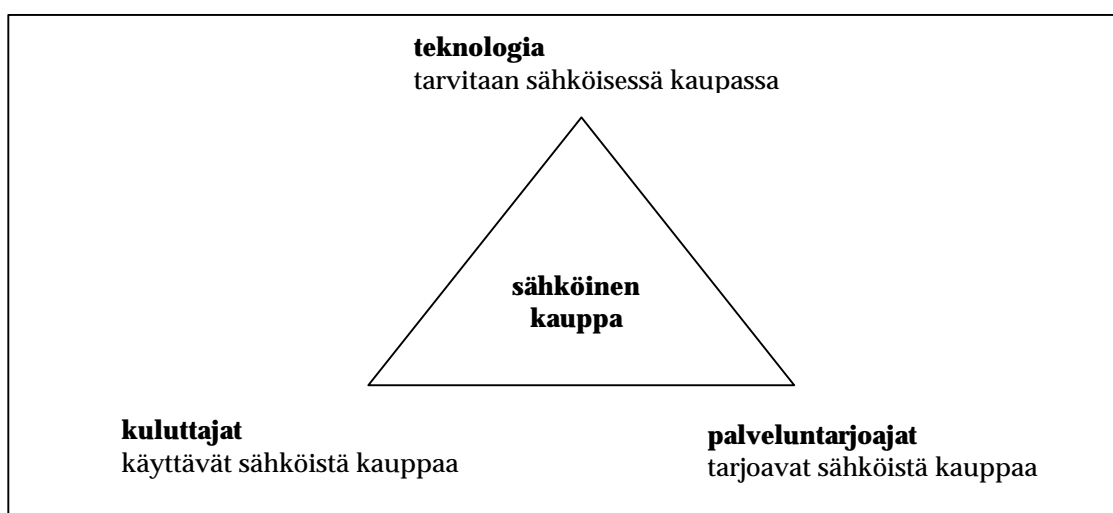 teknologia
tarvitaan sähköisessä kaupassa
sähköinen
kauppa
kuluttajat
käyttävät sähköistä kauppaa
palveluntarjoajat
tarjoavat sähköistä kauppaa